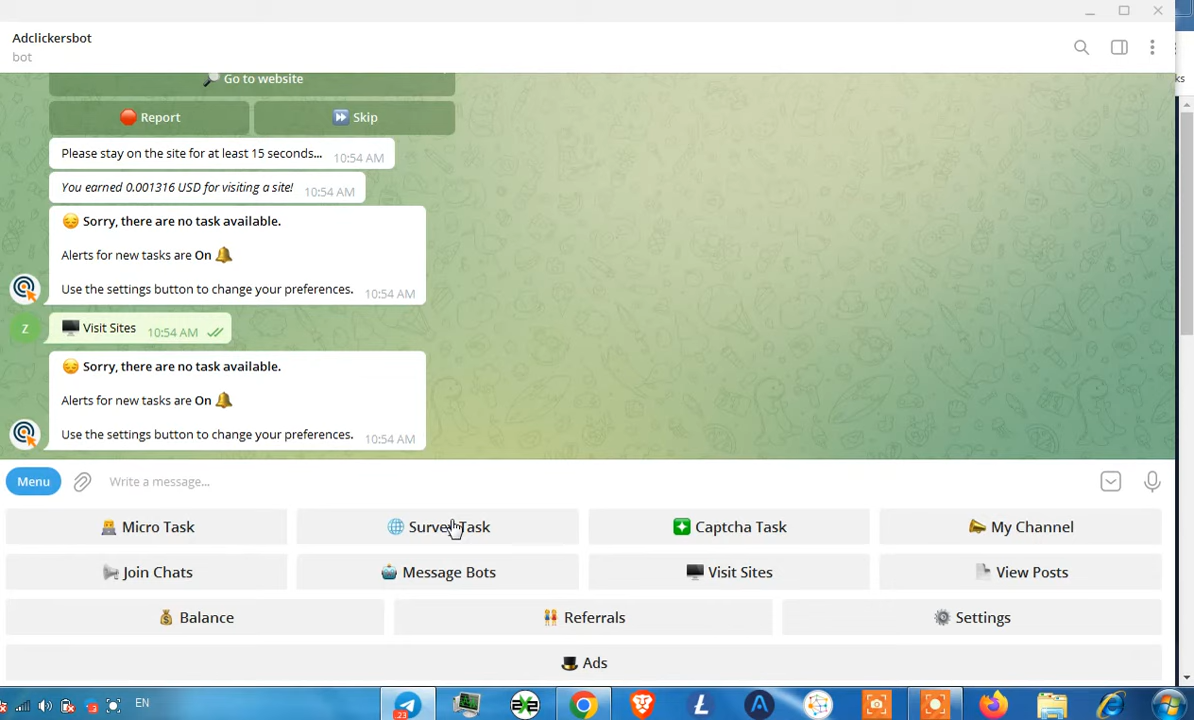 Adclickersbot
bot
Go to website
Report
Skip
Please stay on the site for at least 15 seconds... 10:54 AM
You earned 0.001316 USD for visiting a site! 10:54 AM
Sorry, there are no task available.
Alerts for new tasks are On
Use the settings button to change your preferences. 10:54 AM
Z
Visit Sites 10:54 AM
Sorry, there are no task available.
Alerts for new tasks are On
Use the settings button to change your preferences. 10:54 AM
Menu
Write a message...
Micro Task
Survey Task
Captcha Task
My Channel
Join Chats
Message Bots
Visit Sites
View Posts
Balance
Referrals
Settings
Ads
EN
23